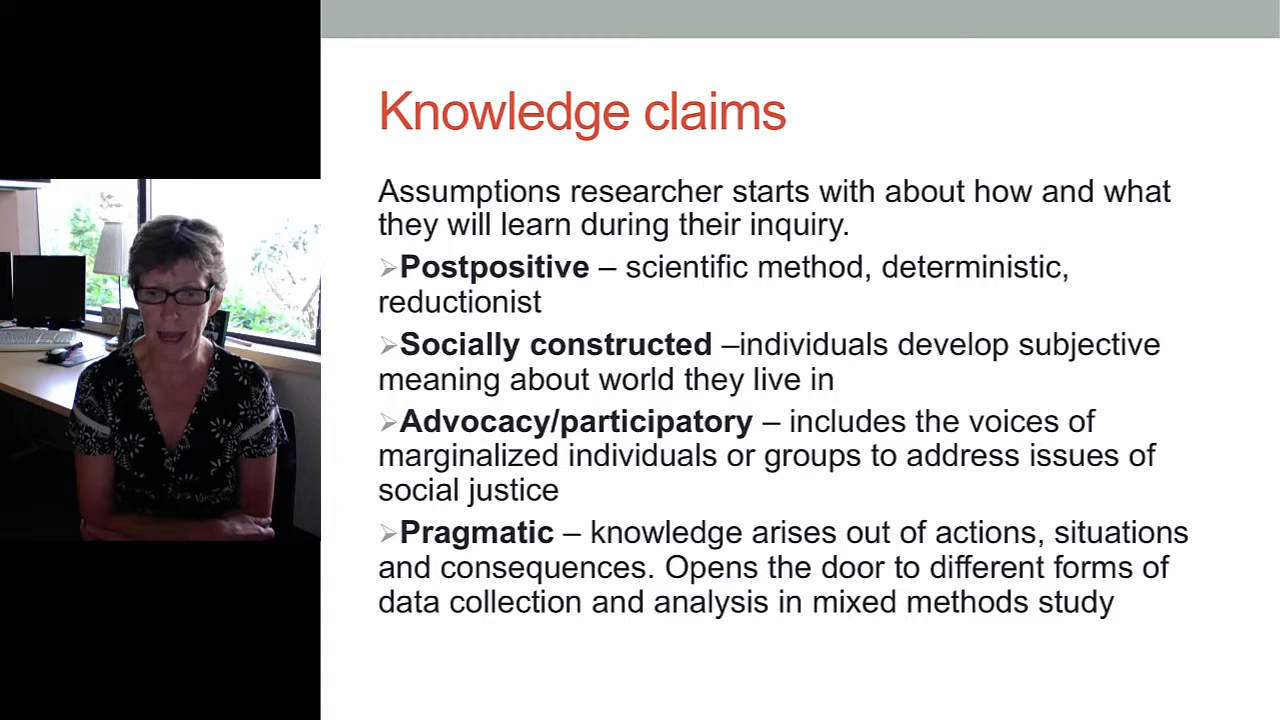 Knowledge claims
Assumptions researcher starts with about how and what
they will learn during their inquiry.
➢Postpositive – scientific method, deterministic,
reductionist
➢Socially constructed –individuals develop subjective
meaning about world they live in
➢Advocacy/participatory – includes the voices of
marginalized individuals or groups to address issues of
social justice
➢Pragmatic – knowledge arises out of actions, situations
and consequences. Opens the door to different forms of
data collection and analysis in mixed methods study